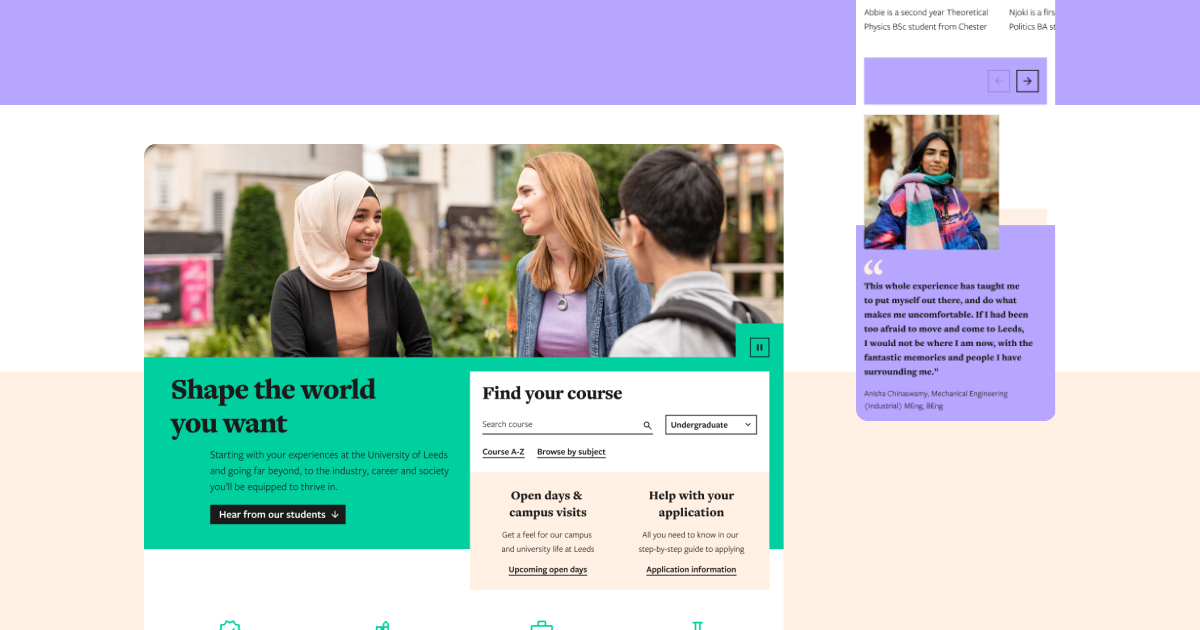 Abbie is a second year Theoretical
Physics BSc student from Chester
Njoki is a
Politics BA
Shape the world
you want
Starting with your experiences at the University of Leeds
and going far beyond, to the industry, career and society
you'll be equipped to thrive in.
Hear from our students
Find your course
Search course
Undergraduate
Course A-Z
Browse by subject
Open days &
campus visits
Get a feel for our campus
and university life at Leeds
Upcoming open days
Help with your
application
All you need to know in our
step-by-step guide to applying
Application information
“
This whole experience has taught me
to put myself out there, and do what
makes me uncomfortable. If I had been
too afraid to move and come to Leeds,
I would not be where I am now, with the
fantastic memories and people I have
surrounding me.”
Anisha Chinaswamy, Mechanical Engineering
(Industrial) MEng, BEng